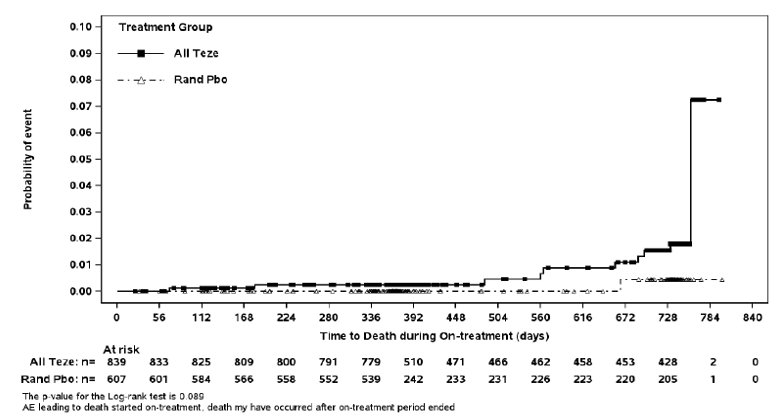 Treatment Group
All Teze
Rand Pbo
Probability of event
0.10
0.09
0.08
0.07
0.06
0.05
0.04
0.03
0.02
0.01
0.00
0 56 112 168 224 280 336 392 448 504 560 616 672 728 784 840
Time to Death during On-treatment (days)
At risk
All Teze: n= 839 833 825 809 800 791 779 510 471 466 462 458 453 428 2 0
Rand Pbo: n= 607 601 584 566 558 552 539 242 233 231 226 223 220 205 1 0
The p-value for the Log-rank test is 0.089
AE leading to death started on-treatment, death my have occurred after on-treatment period ended